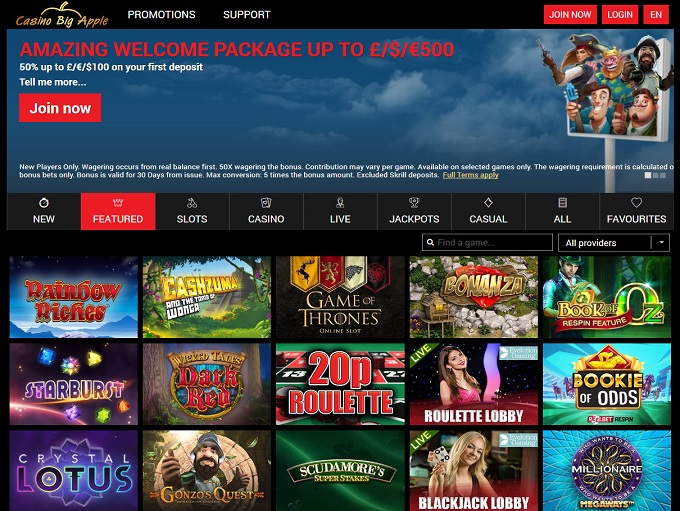 Casino Big Apple
PROMOTIONS
SUPPORT
JOIN NOW
LOGIN
EN
AMAZING WELCOME PACKAGE UP TO £/$/€500
50% up to £/€/$100 on your first deposit
Tell me more...
Join now
New Players Only. Wagering occurs from real balance first. 50X wagering the bonus. Contribution may vary per game. Available on selected games only. The wagering requirement is calculated o
bonus bets only. Bonus is valid for 30 Days from issue. Max conversion: 5 times the bonus amount. Excluded Skrill deposits. Full Terms apply
NEW
FEATURED
SLOTS
CASINO
LIVE
JACKPOTS
CASUAL
ALL
FAVOURITES
Find a game...
All providers
Rainbow Riches
CASHZUMA
AND THE TOMB OF
WONGA
GAME OF
THRONES
ONLINE SLOT
BONANZA
BOOK OF OZ
RESPIN FEATURE
STARBURST
WICKED TALES
Dark
Red
20p
ROULETTE
LIVE
Evolution
Gaming
ROULETTE LOBBY
BOOKIE
OF ODDS
RESPIN
CRYSTAL
LOTUS
GONZO'S QUEST
SCUDAMORE'S
SUPER STAKES
LIVE
Evolution
Gaming
BLACKJACK LOBBY
WHO WANTS TO BE A
MILLIONAIRE
MEGAWAYS